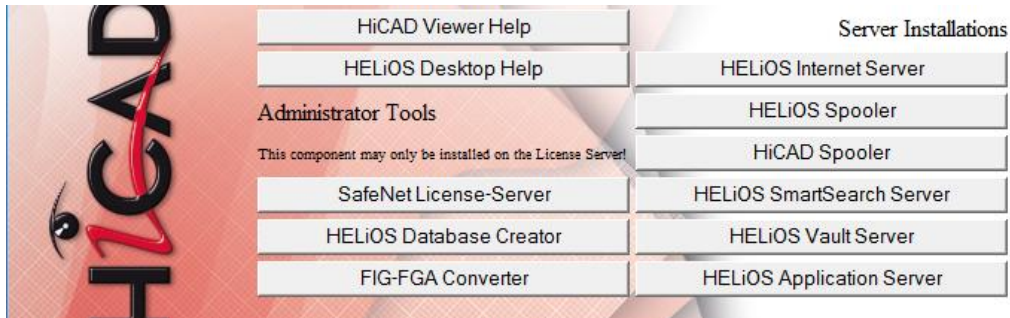 HiCAD
HiCAD Viewer Help
HELiOS Desktop Help
Administrator Tools
This component may only be installed on the License Server!
SafeNet License-Server
HELiOS Database Creator
FIG-FGA Converter
Server Installations
HELiOS Internet Server
HELiOS Spooler
HiCAD Spooler
HELiOS SmartSearch Server
HELiOS Vault Server
HELiOS Application Server